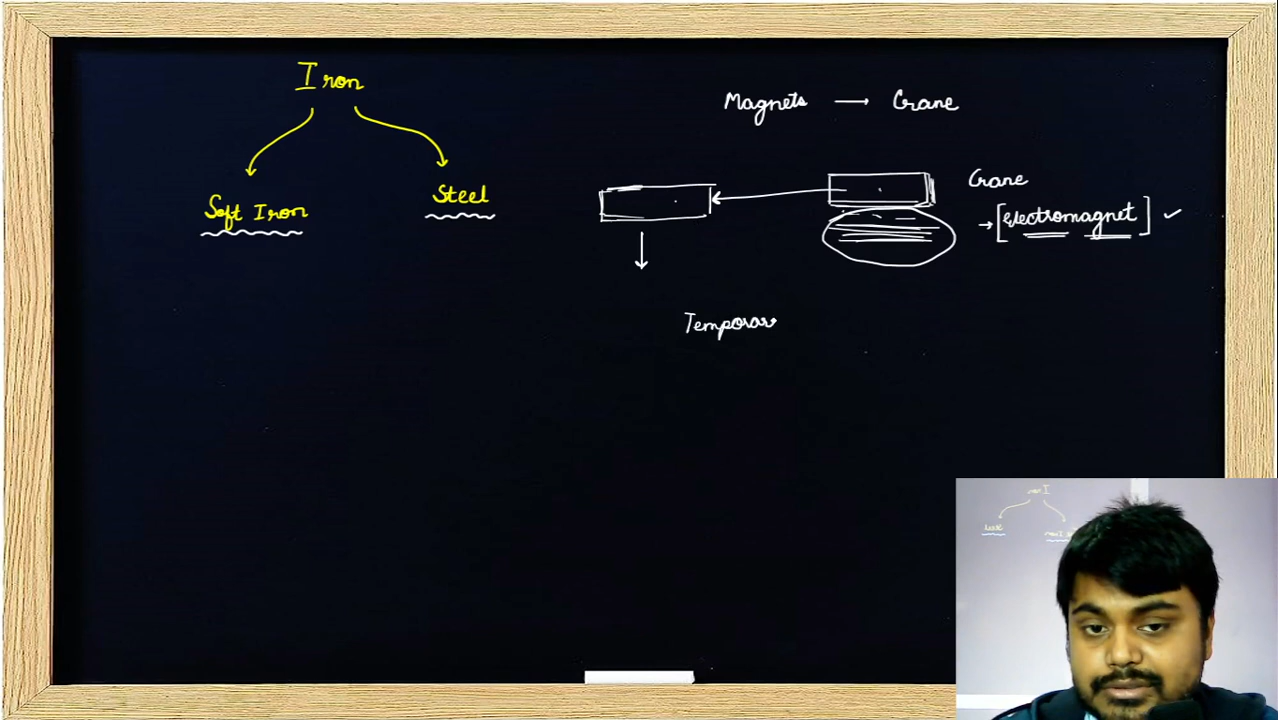 Iron
Magnets → Crane
Soft Iron
Steel
Crane
→ [Electromagnet] ✓
Temporar